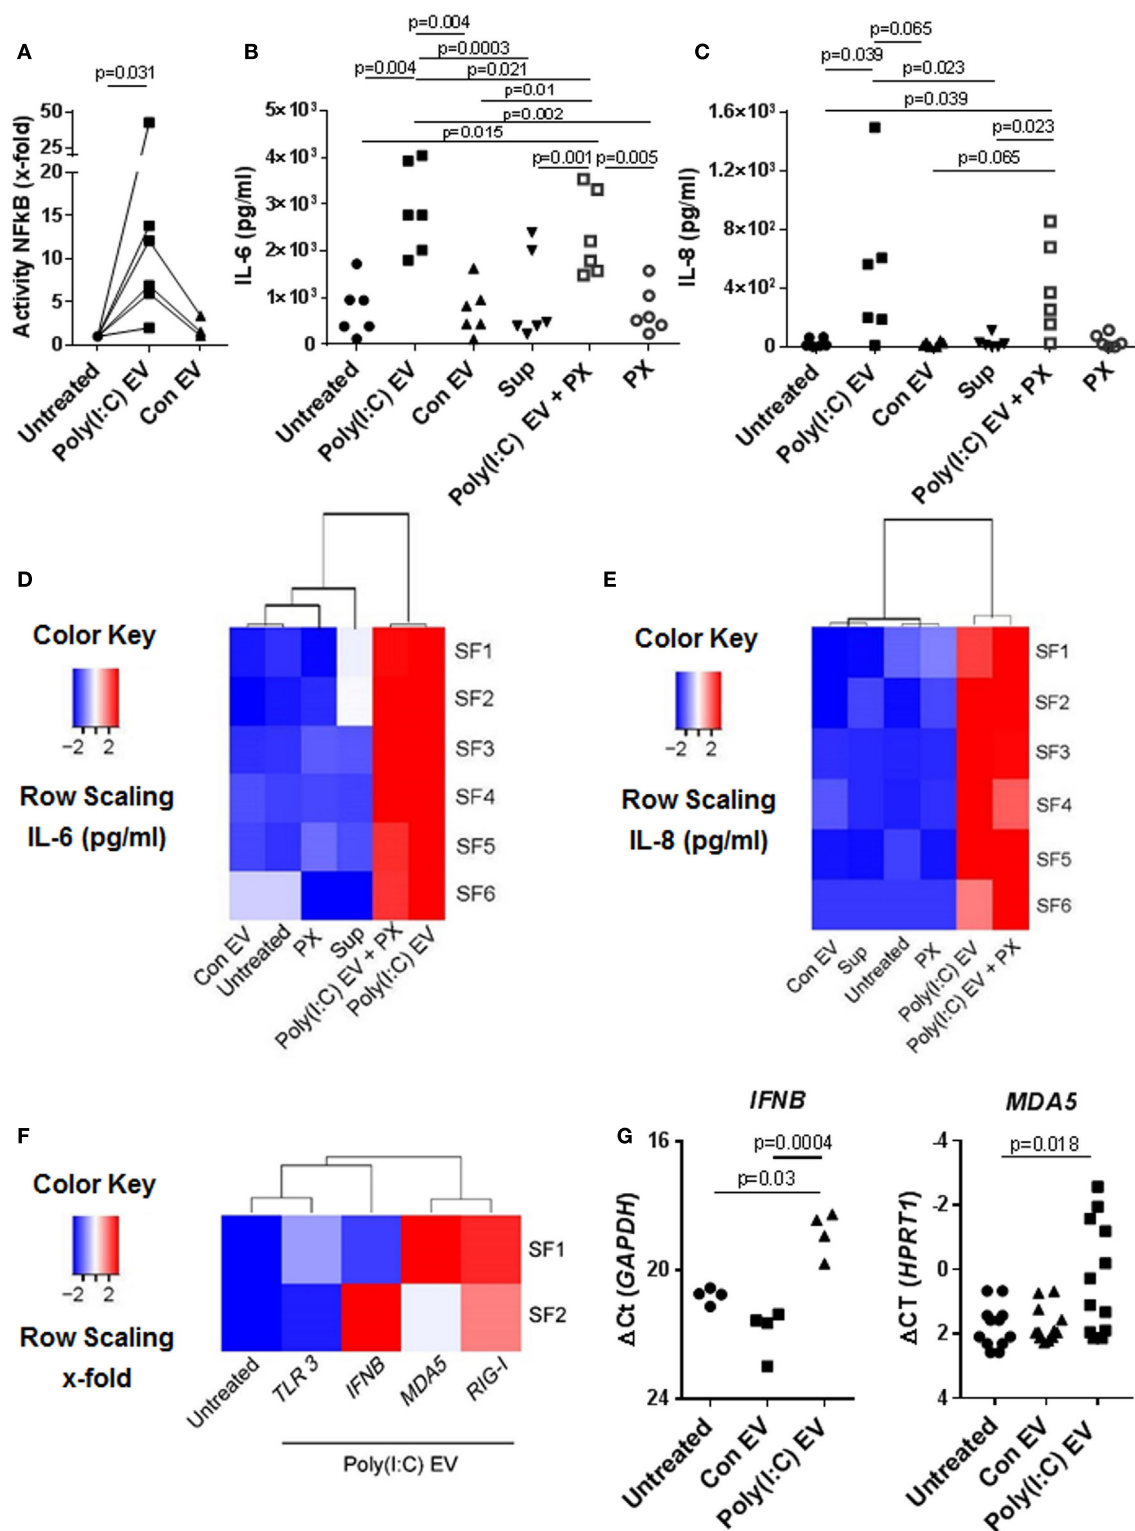 A
p=0.031
Activity NFkB (x-fold)
50
25
20
15
10
5
0
Untreated
Poly(I:C) EV
Con EV
B
p=0.004
p=0.0003
p=0.004
p=0.021
p=0.01
p=0.002
p=0.015
p=0.001
p=0.005
IL-6 (pg/ml)
5×10³
4×10³
3×10³
2×10³
1×10³
0
Untreated
Poly(I:C) EV
Con EV
Sup
Poly(I:C) EV + PX
PX
C
p=0.065
p=0.039
p=0.023
p=0.039
p=0.023
p=0.065
IL-8 (pg/ml)
1.6×10³
1.2×10³
8×10²
4×10²
0
Untreated
Poly(I:C) EV
Con EV
Sup
Poly(I:C) EV + PX
PX
D
Color Key
−2 2
Row Scaling
IL-6 (pg/ml)
SF1
SF2
SF3
SF4
SF5
SF6
Con EV
Untreated
PX
Sup
Poly(I:C) EV + PX
Poly(I:C) EV
E
Color Key
−2 2
Row Scaling
IL-8 (pg/ml)
SF1
SF2
SF3
SF4
SF5
SF6
Con EV
Sup
Untreated
PX
Poly(I:C) EV
Poly(I:C) EV + PX
F
Color Key
−2 2
Row Scaling
x-fold
SF1
SF2
Untreated
TLR 3
IFNB
MDA5
RIG-I
Poly(I:C) EV
G
IFNB
p=0.0004
p=0.03
ΔCt (GAPDH)
16
20
24
Untreated
Con EV
Poly(I:C) EV
MDA5
p=0.018
ΔCT (HPRT1)
-4
-2
0
2
4
Untreated
Con EV
Poly(I:C) EV